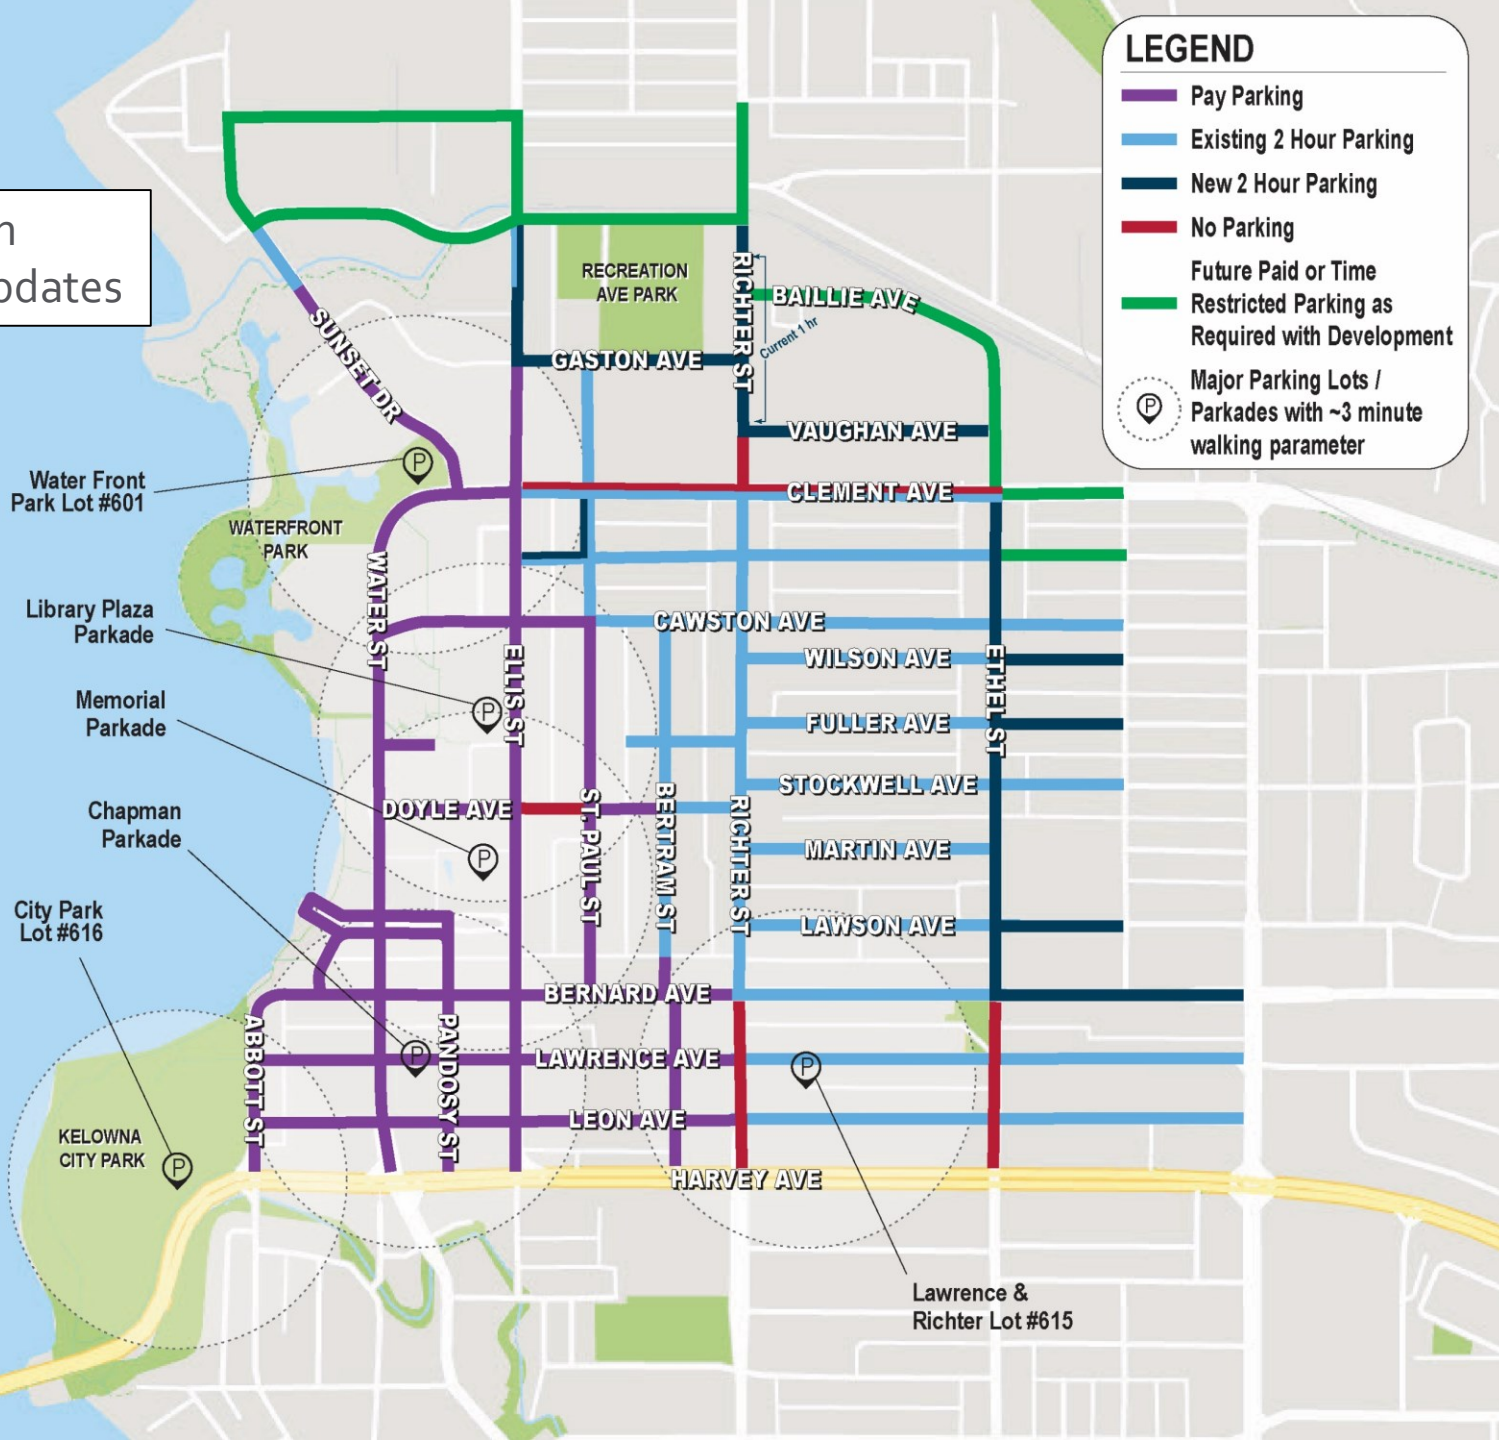 LEGEND
Pay Parking
Existing 2 Hour Parking
New 2 Hour Parking
No Parking
Future Paid or Time
Restricted Parking as
Required with Development
P
Major Parking Lots /
Parkades with ~3 minute
walking parameter
RECREATION
AVE PARK
RICHTER ST
BAILLIE AVE
Current 1 hr
SUNSET DR
GASTON AVE
VAUGHAN AVE
P
Water Front
Park Lot #601
CLEMENT AVE
WATERFRONT
PARK
WATER ST
Library Plaza
Parkade
CAWSTON AVE
ELLIS ST
WILSON AVE
ETHEL ST
Memorial
Parkade
P
FULLER AVE
STOCKWELL AVE
Chapman
Parkade
DOYLE AVE
ST. PAUL ST
BERTRAM ST
RICHTER ST
MARTIN AVE
P
City Park
Lot #616
LAWSON AVE
BERNARD AVE
ABBOTT ST
PANDOSY ST
P
LAWRENCE AVE
P
LEON AVE
KELOWNA
CITY PARK
P
HARVEY AVE
Lawrence &
Richter Lot #615